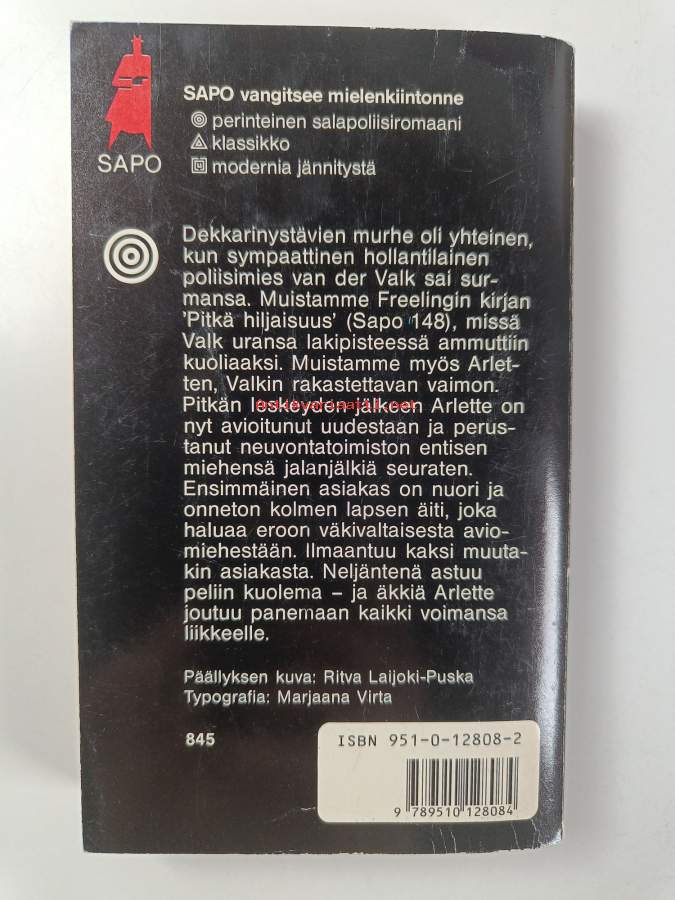 SAPO
SAPO vangitsee mielenkiintonne
perinteinen salapoliisiromaani
klassikko
modernia jännitystä
Dekkarinystävien murhe oli yhteinen,
kun sympaattinen hollantilainen
poliisimies van der Valk sai sur-
mansa. Muistamme Freelingin kirjan
'Pitkä hiljaisuus' (Sapo 148), missä
Valk uransa lakipisteessä ammuttiin
kuoliaaksi. Muistamme myös Arlet-
ten, Valkin rakastettavan vaimon.
Pitkän leskeyden jälkeen Arlette on
antikvariaatti.net
nyt avioitunut uudestaan ja perus-
tanut neuvontatoimiston entisen
miehensä jalanjälkiä seuraten.
Ensimmäinen asiakas on nuori ja
onneton kolmen lapsen äiti, joka
haluaa eroon väkivaltaisesta avio-
miehestään. Ilmaantuu kaksi muuta-
kin asiakasta. Neljäntenä astuu
peliin kuolema – ja äkkiä Arlette
joutuu panemaan kaikki voimansa
liikkeelle.
Päällyksen kuva: Ritva Laijoki-Puska
Typografia: Marjaana Virta
845
ISBN 951-0-12808-2
9 789510 128084